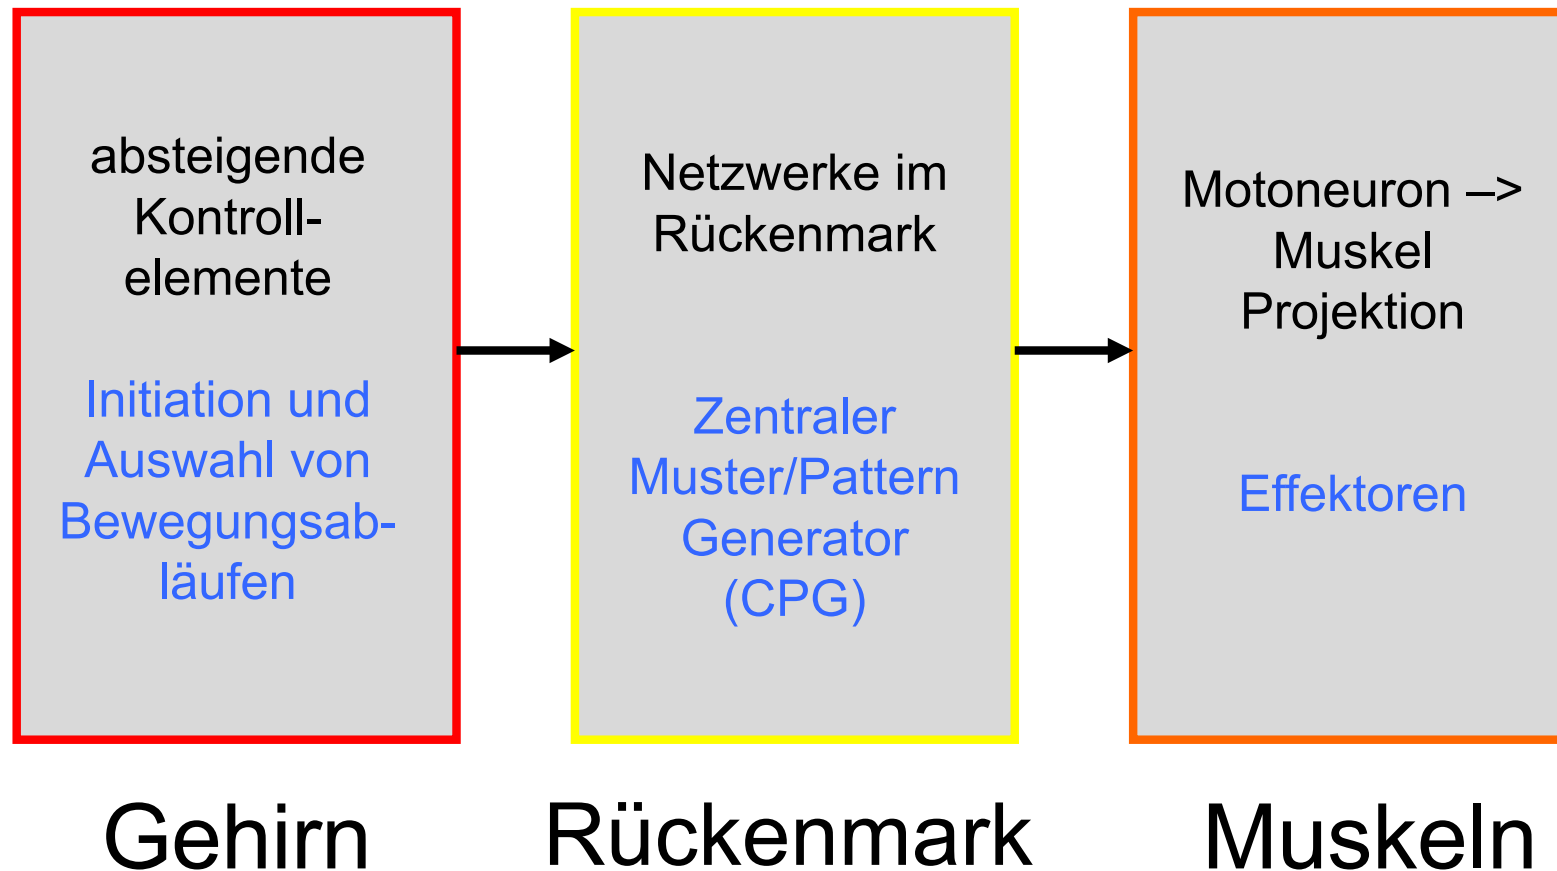 absteigende
Kontroll-
elemente
Initiation und
Auswahl von
Bewegungsab-
läufen
Netzwerke im
Rückenmark
Zentraler
Muster/Pattern
Generator
(CPG)
Motoneuron –>
Muskel
Projektion
Effektoren
Gehirn
Rückenmark
Muskeln